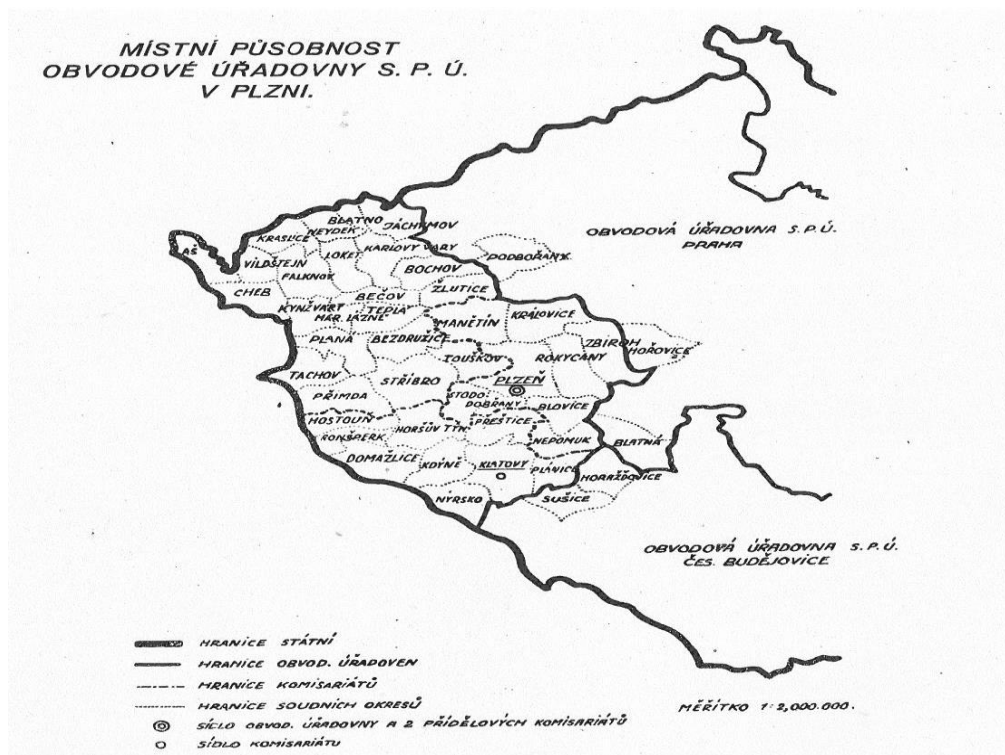 MÍSTNÍ PŮSOBNOST
OBVODOVÉ ÚŘADOVNY S. P. Ú.
V PLZNI.
OBVODOVÁ ÚŘADOVNA S.P.Ú.
PRAHA
BLATNO
JÁCHYMOV
NEYDEK
KRASLICE
AŠ
VILDŠTEJN
LOKET
KARLOVY VARY
PODBOŘANY
FALKNOV
BOCHOV
CHEB
ŽLUTICE
BEČOV
KYNŽVART
TEPLÁ
MAR. LÁZNĚ
MANĚTÍN
KRALOVICE
PLANÁ
BEZDRUŽICE
ZBIROH
HOŘOVICE
TOUŠKOV
ROKYCANY
TACHOV
STŘÍBRO
PLZEŇ
PŘIMDA
STODO.
DOBŘANY
BLOVICE
HOSTOUŇ
HORŠŮV TÝN
PŘEŠTICE
RONŠPERK
NEPOMUK
BLATNÁ
DOMAŽLICE
KDYNĚ
KLATOVY
PLÁNICE
HORAŽĎOVICE
NÝRSKO
SUŠICE
OBVODOVÁ ÚŘADOVNA S.P.Ú.
ČES. BUDĚJOVICE
HRANICE STÁTNÍ
HRANICE OBVOD. ÚŘADOVEN
HRANICE KOMISARIÁTŮ
HRANICE SOUDNÍCH OKRESŮ
SÍDLO OBVOD. ÚŘADOVNY A 2 PŘÍDĚLOVÝCH KOMISARIÁTŮ
SÍDLO KOMISARIÁTU
MĚŘÍTKO 1:2,000.000.